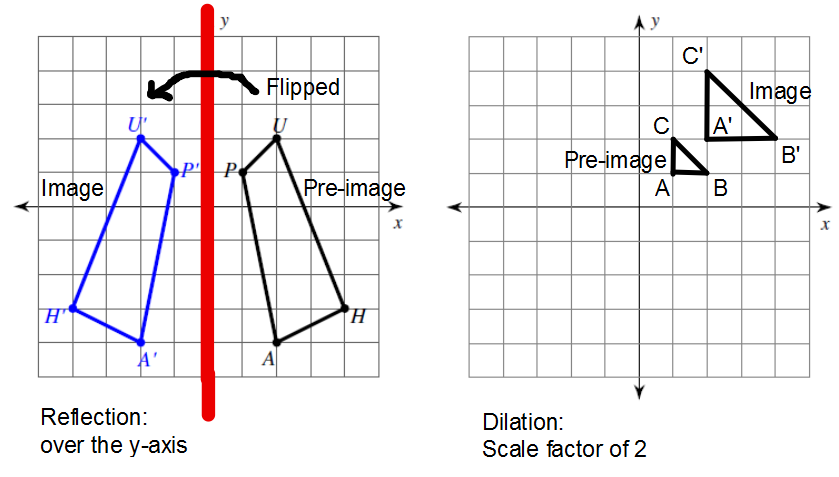 y
Flipped
U'
U
P'
P
Image
Pre-image
x
H'
H
A'
A
Reflection:
over the y-axis
y
C'
Image
C
A'
Pre-image
B'
A
B
x
Dilation:
Scale factor of 2